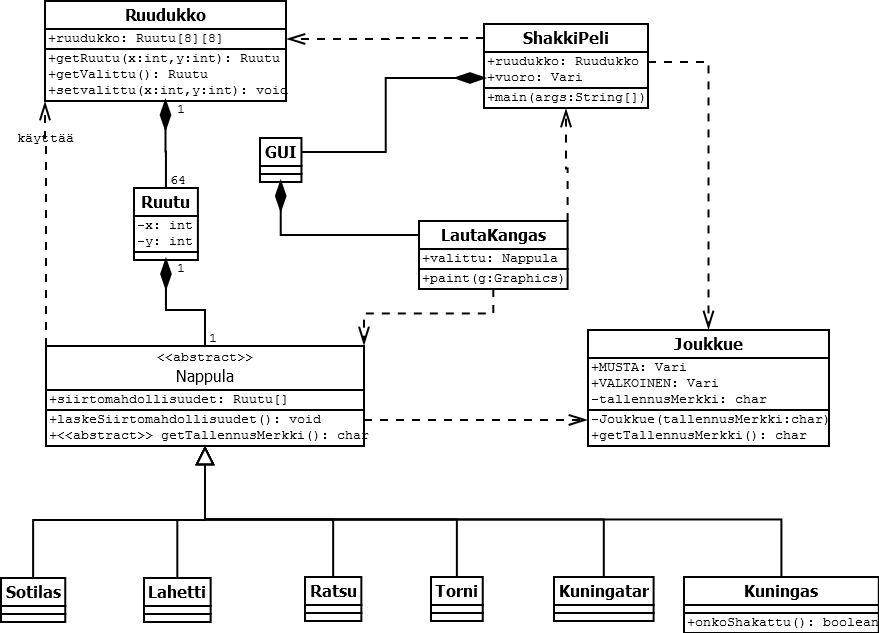 Ruudukko
+ruudukko: Ruutu[8][8]
+getRuutu(x:int,y:int): Ruutu
+getValittu(): Ruutu
+setvalittu(x:int,y:int): void
ShakkiPeli
+ruudukko: Ruudukko
+vuoro: Vari
+main(args:String[])
käyttää
1
64
GUI
Ruutu
-x: int
-y: int
1
LautaKangas
+valittu: Nappula
+paint(g:Graphics)
1
<<abstract>>
Nappula
+siirtomahdollisuudet: Ruutu[]
+laskeSiirtomahdollisuudet(): void
+<<abstract>> getTallennusMerkki(): char
Joukkue
+MUSTA: Vari
+VALKOINEN: Vari
-tallennusMerkki: char
-Joukkue(tallennusMerkki:char)
+getTallennusMerkki(): char
Sotilas
Lahetti
Ratsu
Torni
Kuningatar
Kuningas
+onkoShakattu(): boolean